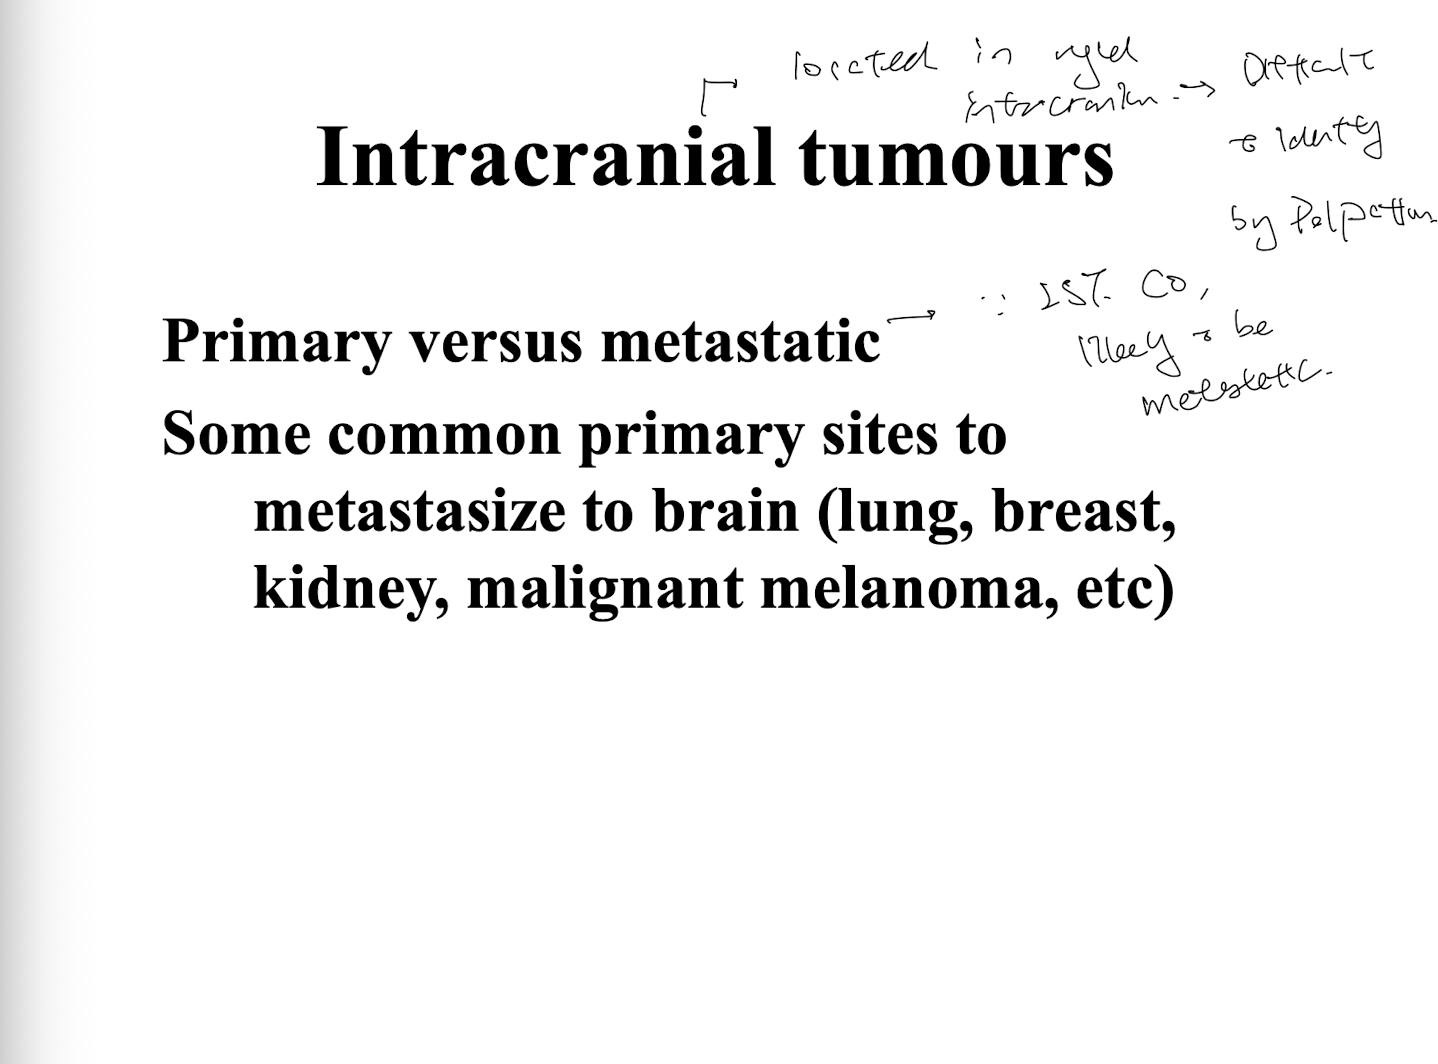 located in rigid
intracranium → Difficult
to identify
by Palpation
Intracranial tumours
Primary versus metastatic → ∵ 15% CO,
likely to be
metastatic.
Some common primary sites to
metastasize to brain (lung, breast,
kidney, malignant melanoma, etc)